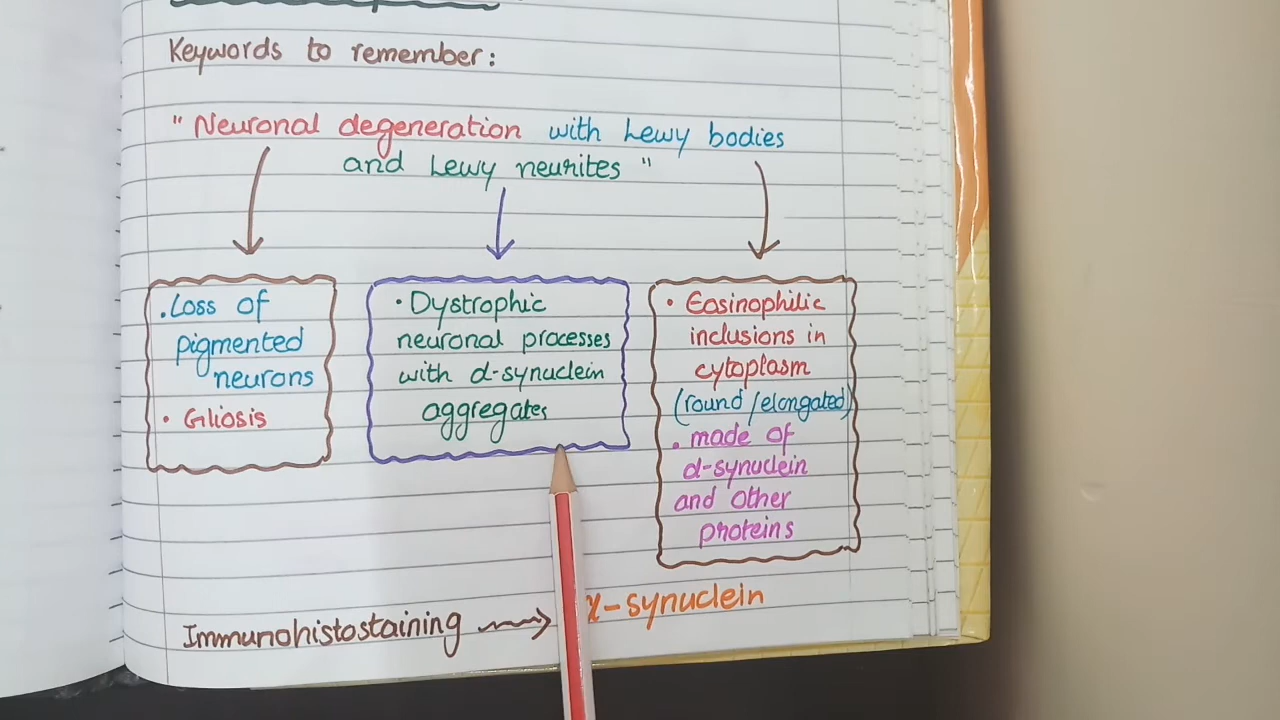 Keywords to remember:
" Neuronal degeneration with Lewy bodies
and Lewy neurites "
• Loss of
pigmented
neurons
• Gliosis
• Dystrophic
neuronal processes
with α-synuclein
aggregates
• Eosinophilic
inclusions in
cytoplasm
(round /elongated)
• made of
α-synuclein
and other
proteins
Immunohistostaining → α-synuclein